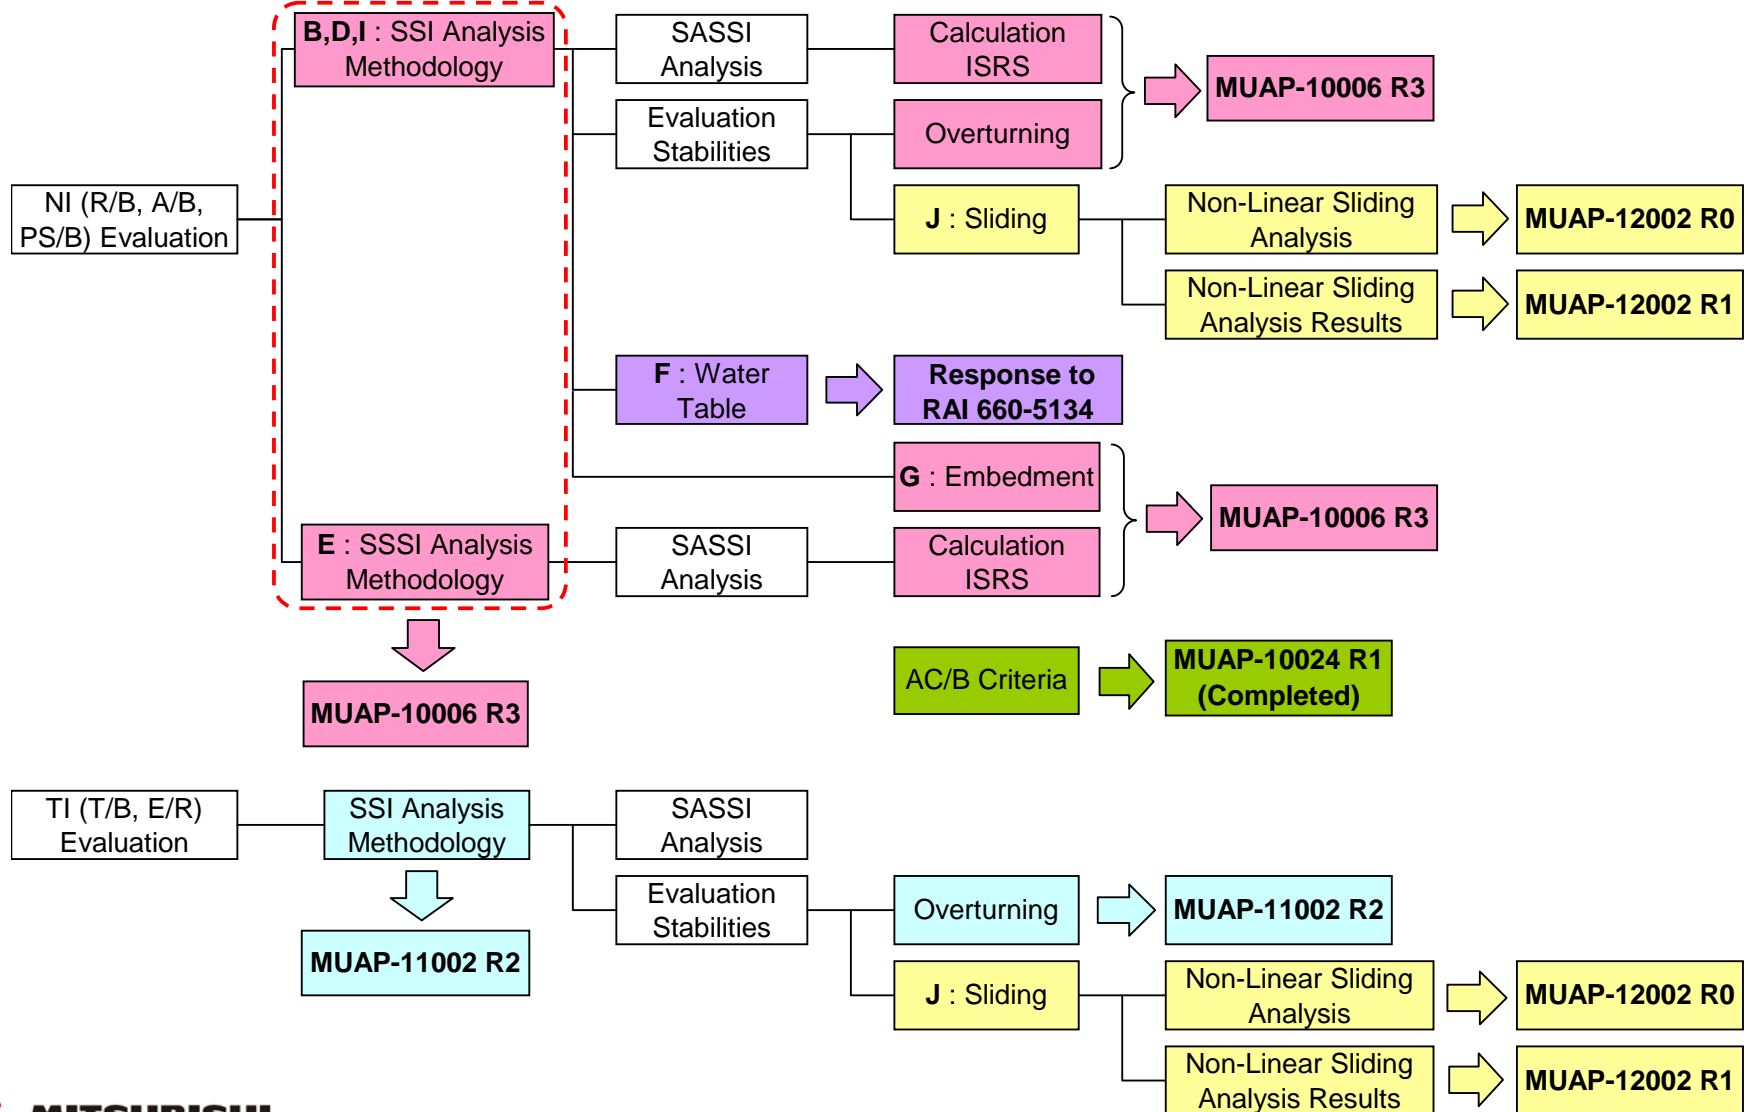 B,D,I : SSI Analysis
Methodology
SASSI
Analysis
Calculation
ISRS
MUAP-10006 R3
Evaluation
Stabilities
Overturning
NI (R/B, A/B,
PS/B) Evaluation
J : Sliding
Non-Linear Sliding
Analysis
MUAP-12002 R0
Non-Linear Sliding
Analysis Results
MUAP-12002 R1
F : Water
Table
Response to
RAI 660-5134
G : Embedment
MUAP-10006 R3
E : SSSI Analysis
Methodology
SASSI
Analysis
Calculation
ISRS
MUAP-10006 R3
AC/B Criteria
MUAP-10024 R1
(Completed)
TI (T/B, E/R)
Evaluation
SSI Analysis
Methodology
SASSI
Analysis
MUAP-11002 R2
Evaluation
Stabilities
Overturning
MUAP-11002 R2
J : Sliding
Non-Linear Sliding
Analysis
MUAP-12002 R0
Non-Linear Sliding
Analysis Results
MUAP-12002 R1
MITSUBISHI